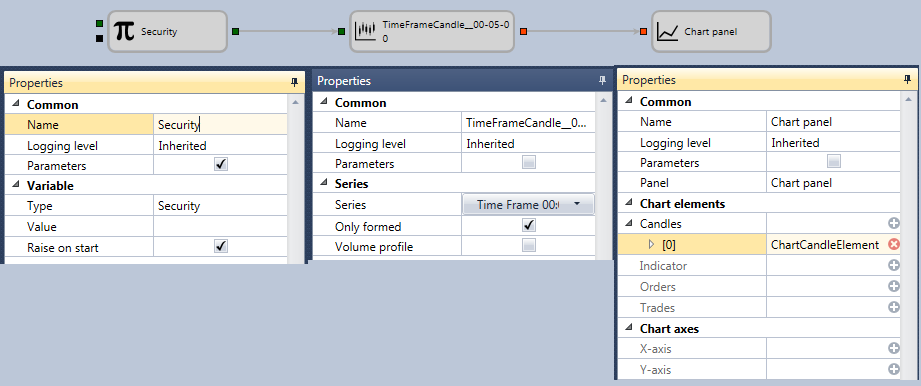 Security
TimeFrameCandle__00-05-0
0
Chart panel
Properties
Common
Name Security
Logging level Inherited
Parameters
Variable
Type Security
Value
Raise on start
Properties
Common
Name TimeFrameCandle__0...
Logging level Inherited
Parameters
Series
Series Time Frame 00:
Only formed
Volume profile
Properties
Common
Name Chart panel
Logging level Inherited
Parameters
Panel Chart panel
Chart elements
Candles
[0] ChartCandleElement
Indicator
Orders
Trades
Chart axes
X-axis
Y-axis